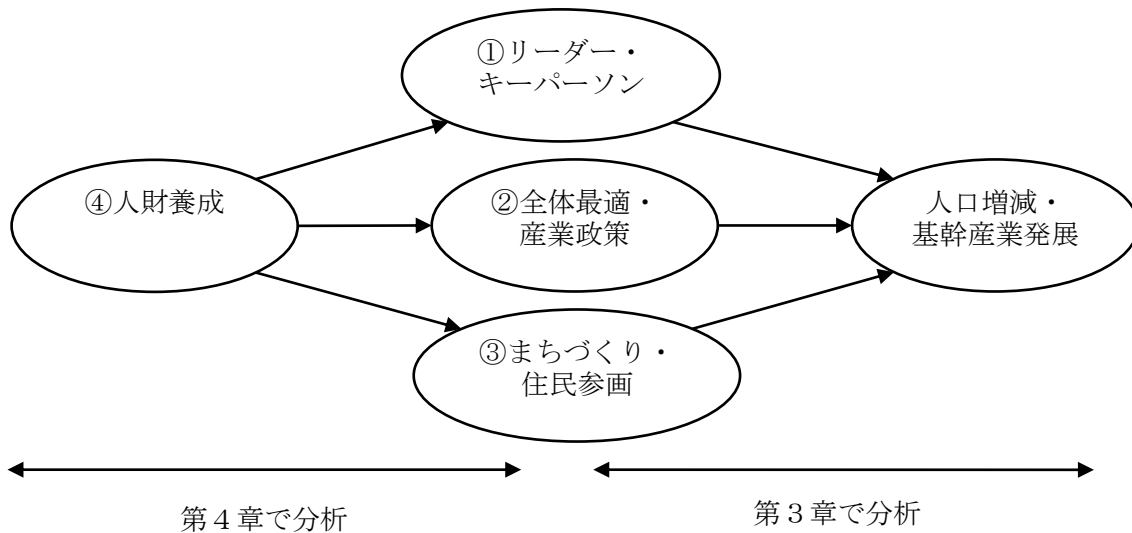 ①リーダー・
キーパーソン
④人財養成
②全体最適・
産業政策
人口増減・
基幹産業発展
③まちづくり・
住民参画
第４章で分析
第３章で分析